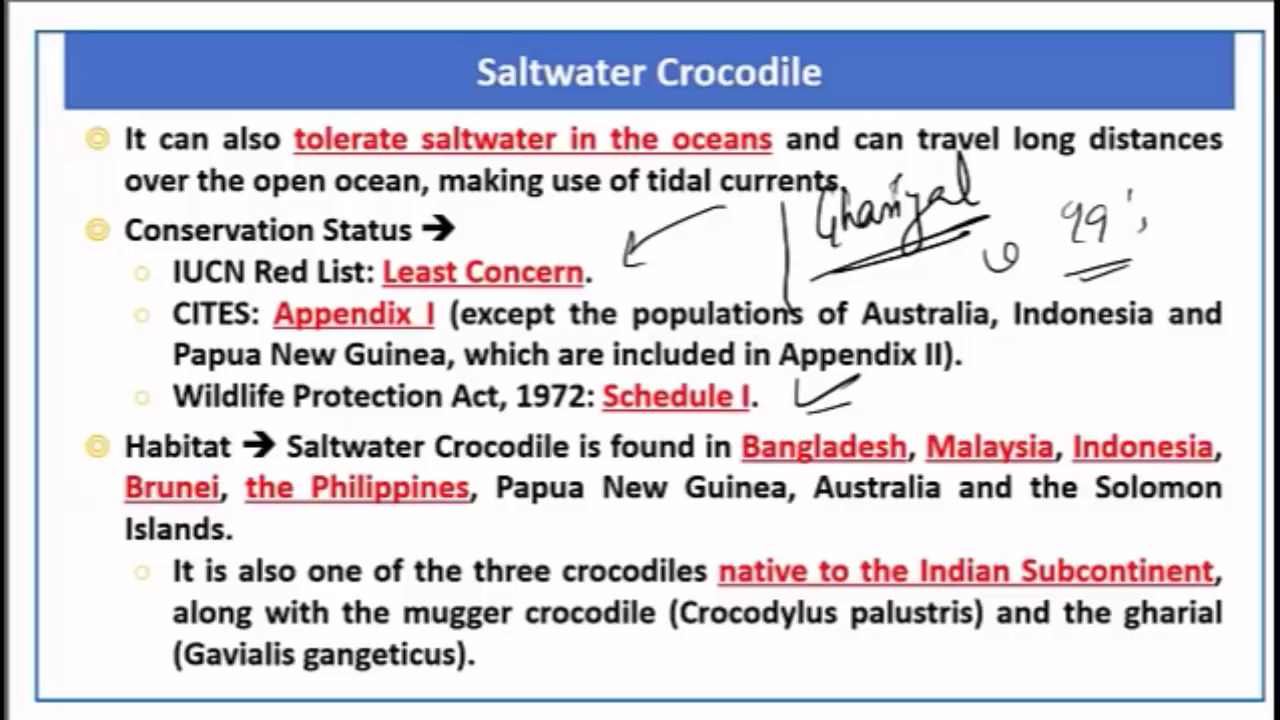 Saltwater Crocodile
It can also tolerate saltwater in the oceans and can travel long distances
over the open ocean, making use of tidal currents.
Conservation Status ➔
IUCN Red List: Least Concern.
CITES: Appendix I (except the populations of Australia, Indonesia and
Papua New Guinea, which are included in Appendix II).
Wildlife Protection Act, 1972: Schedule I.
Habitat ➔ Saltwater Crocodile is found in Bangladesh, Malaysia, Indonesia,
Brunei, the Philippines, Papua New Guinea, Australia and the Solomon
Islands.
It is also one of the three crocodiles native to the Indian Subcontinent,
along with the mugger crocodile (Crocodylus palustris) and the gharial
(Gavialis gangeticus).